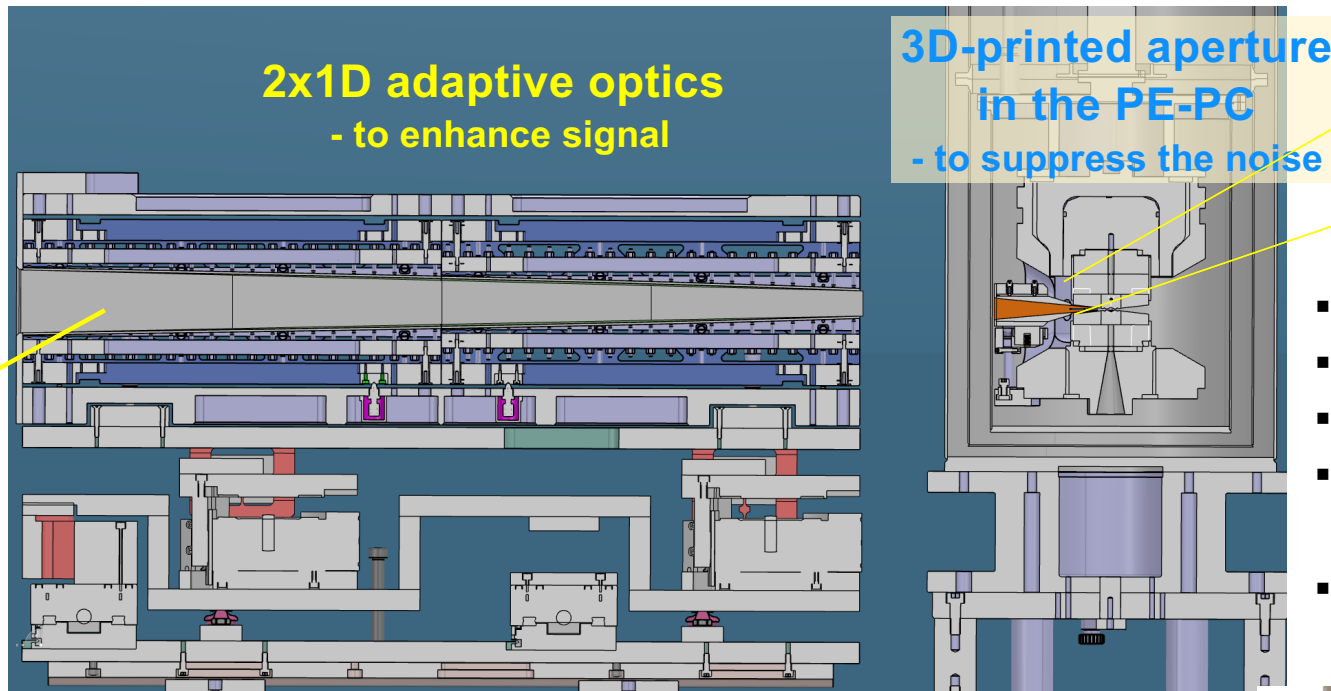 2x1D adaptive optics
- to enhance signal
3D-printed aperture
in the PE-PC
- to suppress the noise